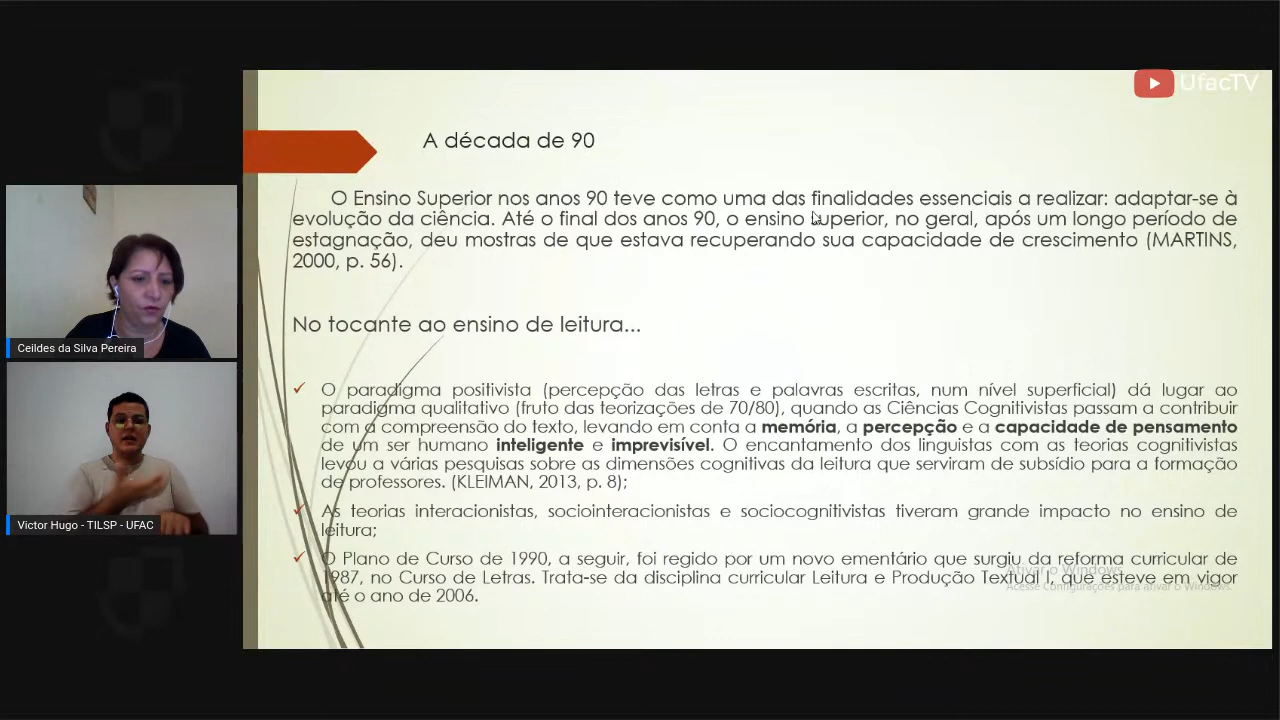 UfacTV
A década de 90
O Ensino Superior nos anos 90 teve como uma das finalidades essenciais a realizar: adaptar-se à
evolução da ciência. Até o final dos anos 90, o ensino superior, no geral, após um longo período de
estagnação, deu mostras de que estava recuperando sua capacidade de crescimento (MARTINS,
2000, p. 56).
No tocante ao ensino de leitura...
✓ O paradigma positivista (percepção das letras e palavras escritas, num nível superficial) dá lugar ao
paradigma qualitativo (fruto das teorizações de 70/80), quando as Ciências Cognitivistas passam a contribuir
com a compreensão do texto, levando em conta a memória, a percepção e a capacidade de pensamento
de um ser humano inteligente e imprevisível. O encantamento dos linguistas com as teorias cognitivistas
levou a várias pesquisas sobre as dimensões cognitivas da leitura que serviram de subsídio para a formação
de professores. (KLEIMAN, 2013, p. 8);
✓ As teorias interacionistas, sociointeracionistas e sociocognitivistas tiveram grande impacto no ensino de
leitura;
✓ O Plano de Curso de 1990, a seguir, foi regido por um novo ementário que surgiu da reforma curricular de
1987, no Curso de Letras. Trata-se da disciplina curricular Leitura e Produção Textual I, que esteve em vigor
até o ano de 2006.
Ativar o Windows
Acesse Configurações para ativar o Windows.
Ceildes da Silva Pereira
Victor Hugo - TILSP - UFAC